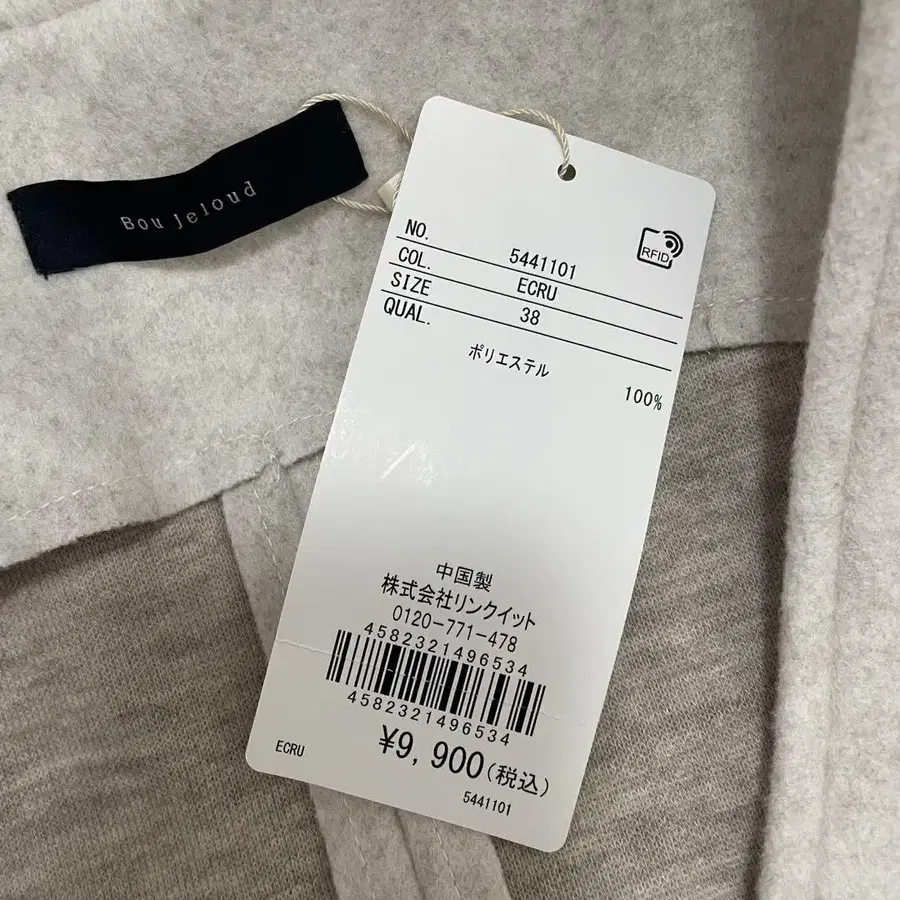 Bou Jeloud
RFID
NO. 5441101
COL. ECRU
SIZE 38
QUAL.
ポリエステル
100%
中国製
株式会社リンクイット
0120-771-478
4582321496534
4582321496534
¥9,900(税込)
ECRU
5441101